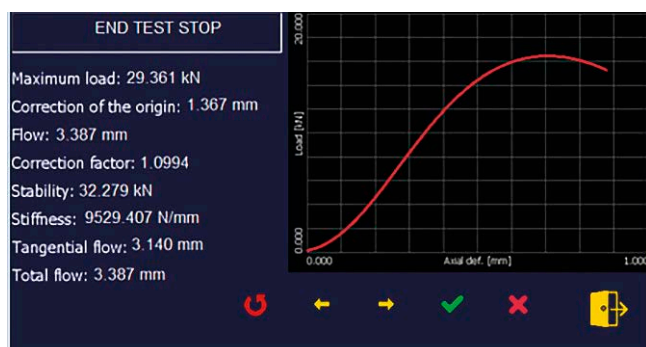 END TEST STOP
Maximum load: 29.361 kN
Correction of the origin: 1.367 mm
Flow: 3.387 mm
Correction factor: 1.0994
Stability: 32.279 kN
Stiffness: 9529.407 N/mm
Tangential flow: 3.140 mm
Total flow: 3.387 mm
20.000
Load [kN]
0.000
0.000
Axial def. [mm]
1.000